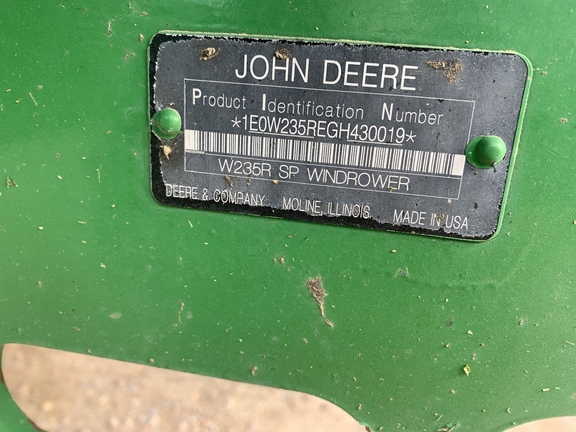 JOHN DEERE
Product Identification Number
*1E0W235REGH430019*
W235R SP WINDROWER
DEERE & COMPANY MOLINE, ILLINOIS MADE IN USA